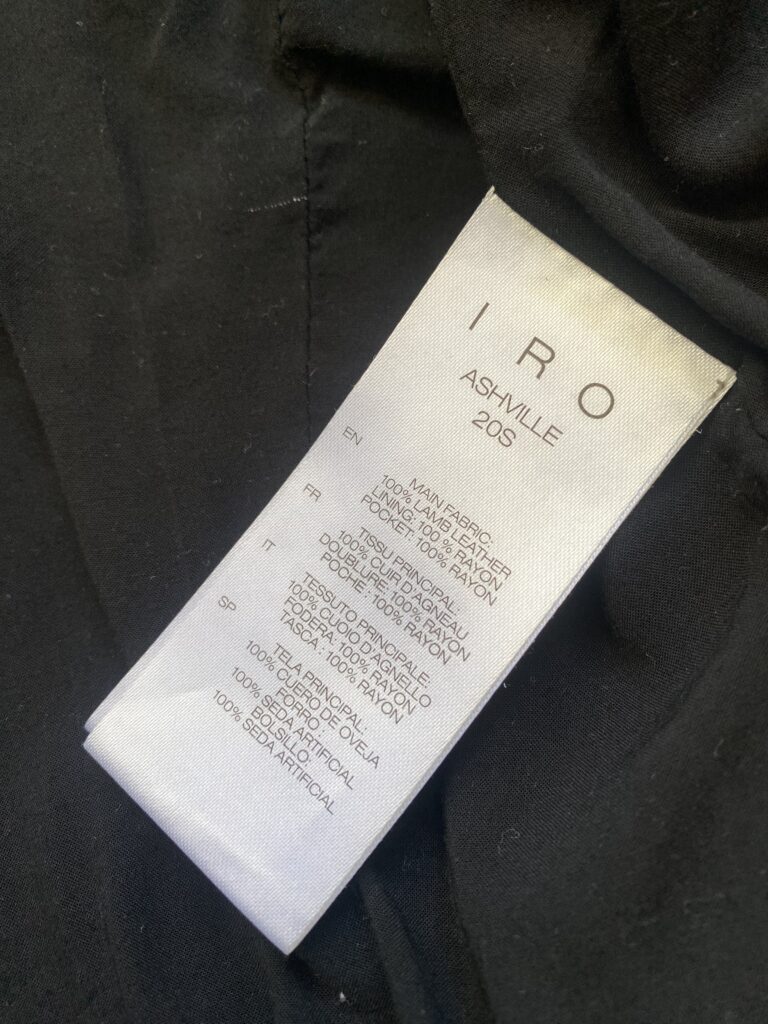 I R O
ASHVILLE
20S
EN
MAIN FABRIC:
100% LAMB LEATHER
LINING: 100% RAYON
POCKET: 100% RAYON
FR
TISSU PRINCIPAL:
100% CUIR D'AGNEAU
DOUBLURE: 100% RAYON
POCHE : 100% RAYON
IT
TESSUTO PRINCIPALE:
100% CUOIO D'AGNELLO
FODERA: 100% RAYON
TASCA : 100% RAYON
SP
TELA PRINCIPAL:
100% CUERO DE OVEJA
FORRO :
100% SEDA ARTIFICIAL
BOLSILLO:
100% SEDA ARTIFICIAL